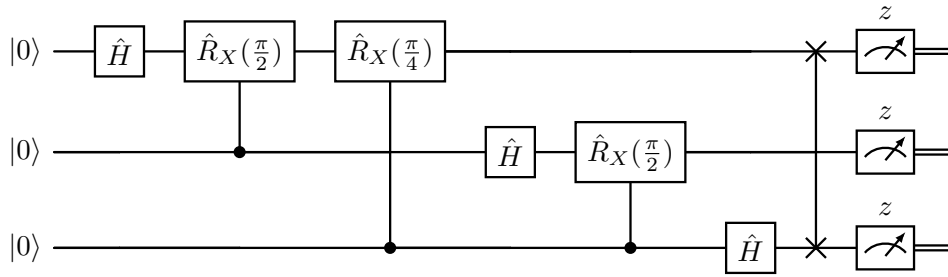 |0⟩ Ĥ R̂_X(π/2) R̂_X(π/4) z
|0⟩ Ĥ R̂_X(π/2) z
|0⟩ Ĥ z